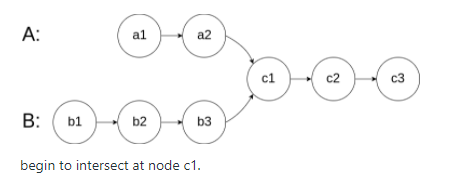 A: a1 a2
c1 c2 c3
B: b1 b2 b3
begin to intersect at node c1.